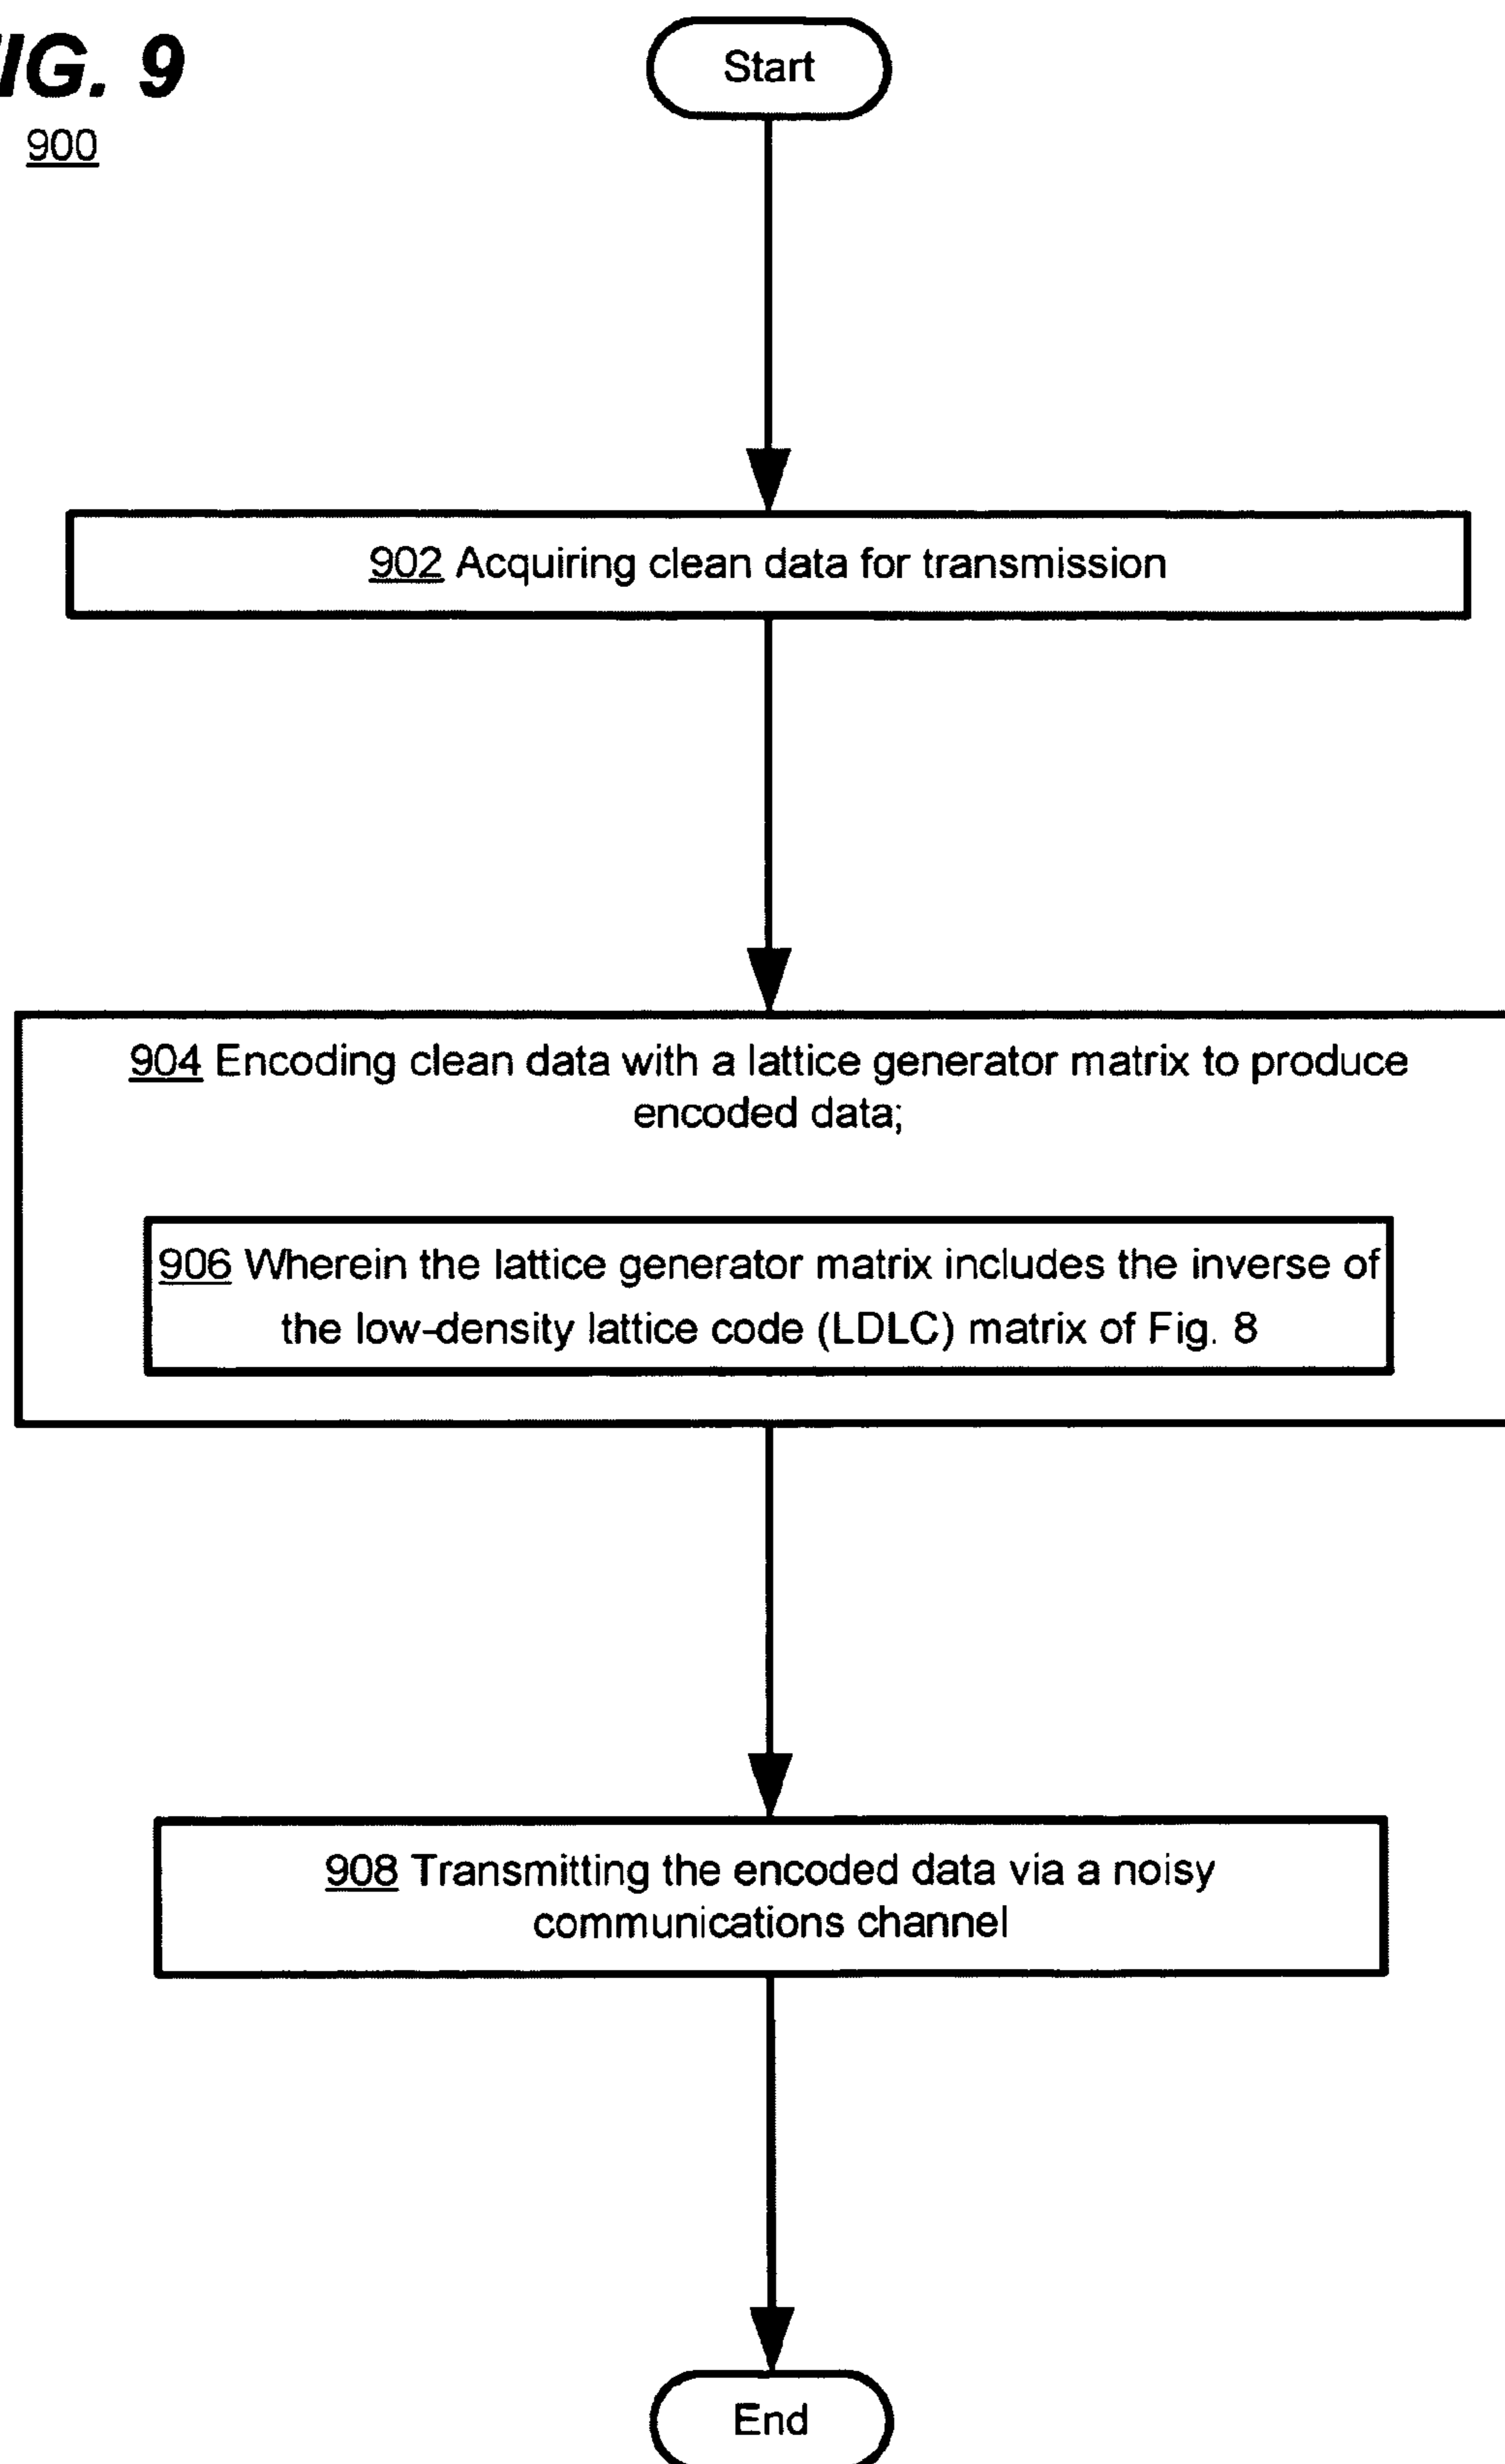 IG. 9
900
Start
902 Acquiring clean data for transmission
904 Encoding clean data with a lattice generator matrix to produce
encoded data;
906 Wherein the lattice generator matrix includes the inverse of
the low-density lattice code (LDLC) matrix of Fig. 8
908 Transmitting the encoded data via a noisy
communications channel
End